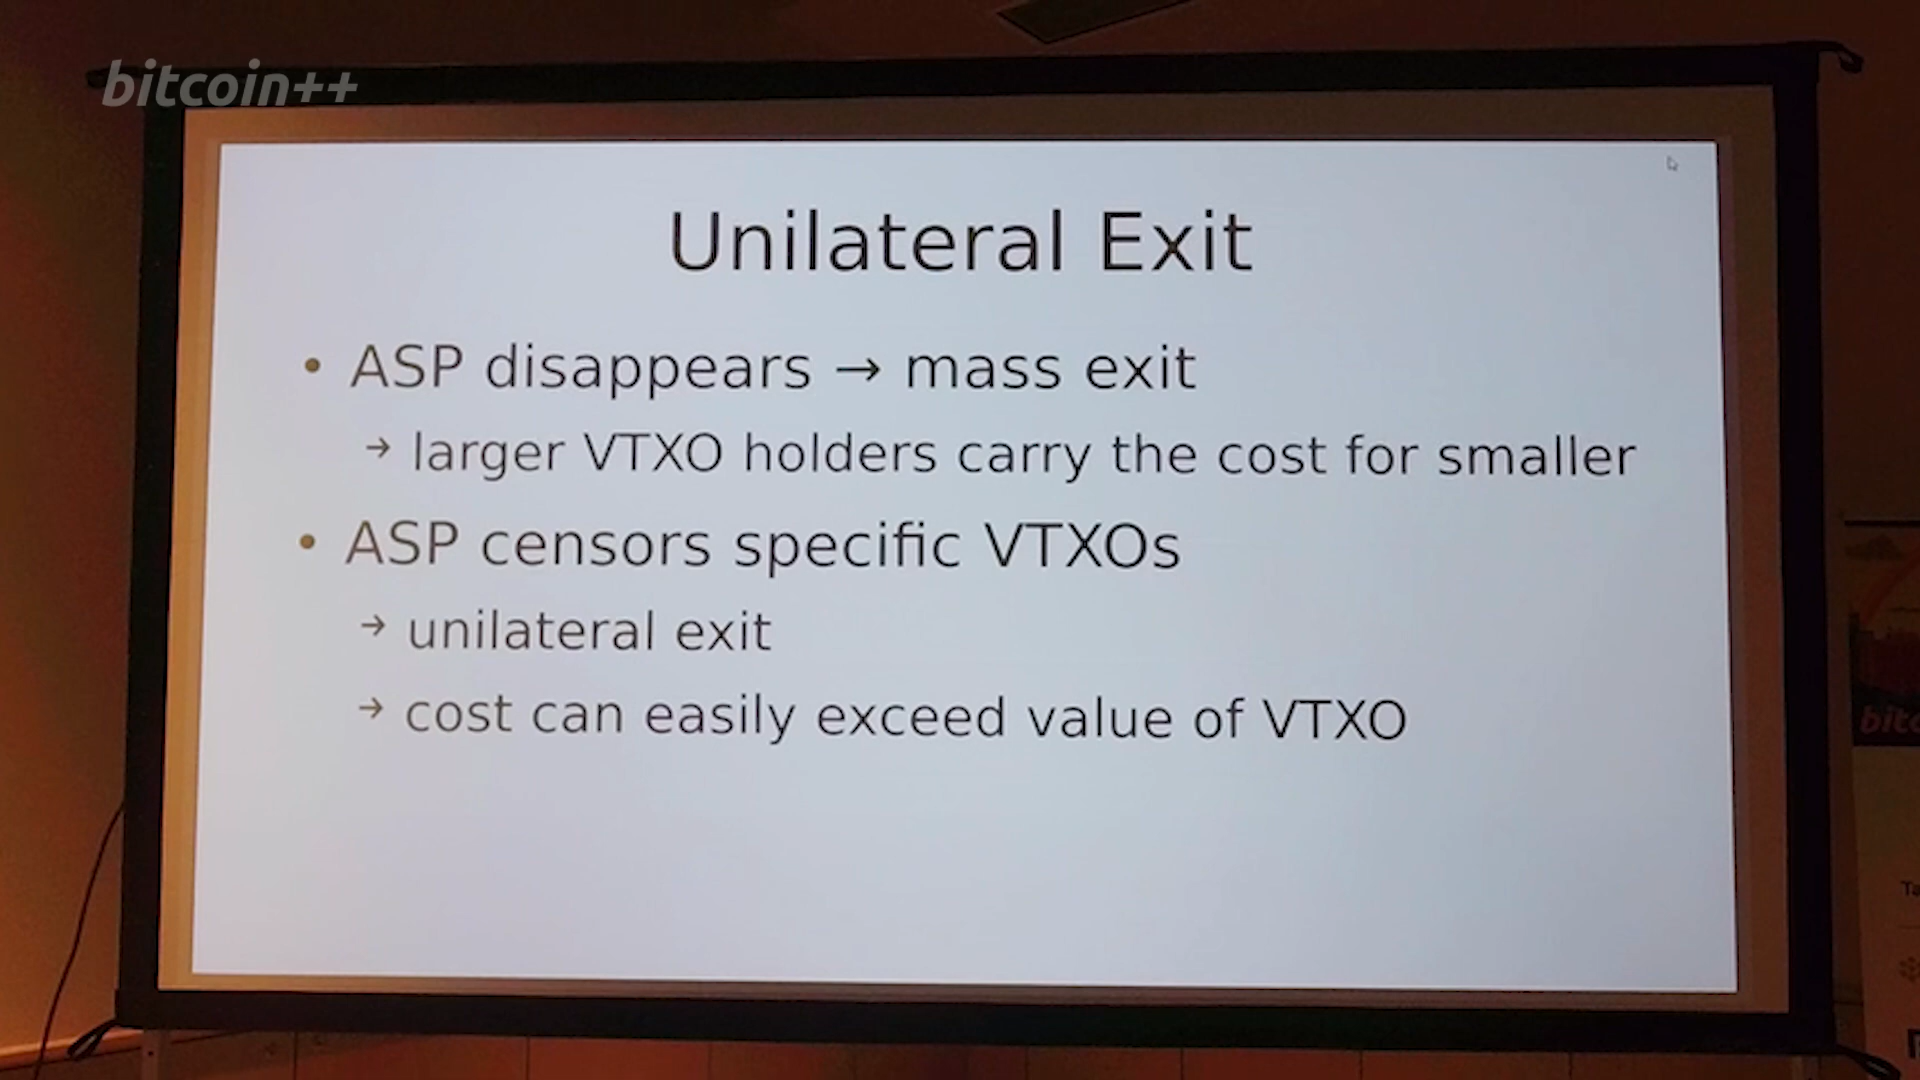 bitcoin++
Unilateral Exit
• ASP disappears → mass exit
→ larger VTXO holders carry the cost for smaller
• ASP censors specific VTXOs
→ unilateral exit
→ cost can easily exceed value of VTXO